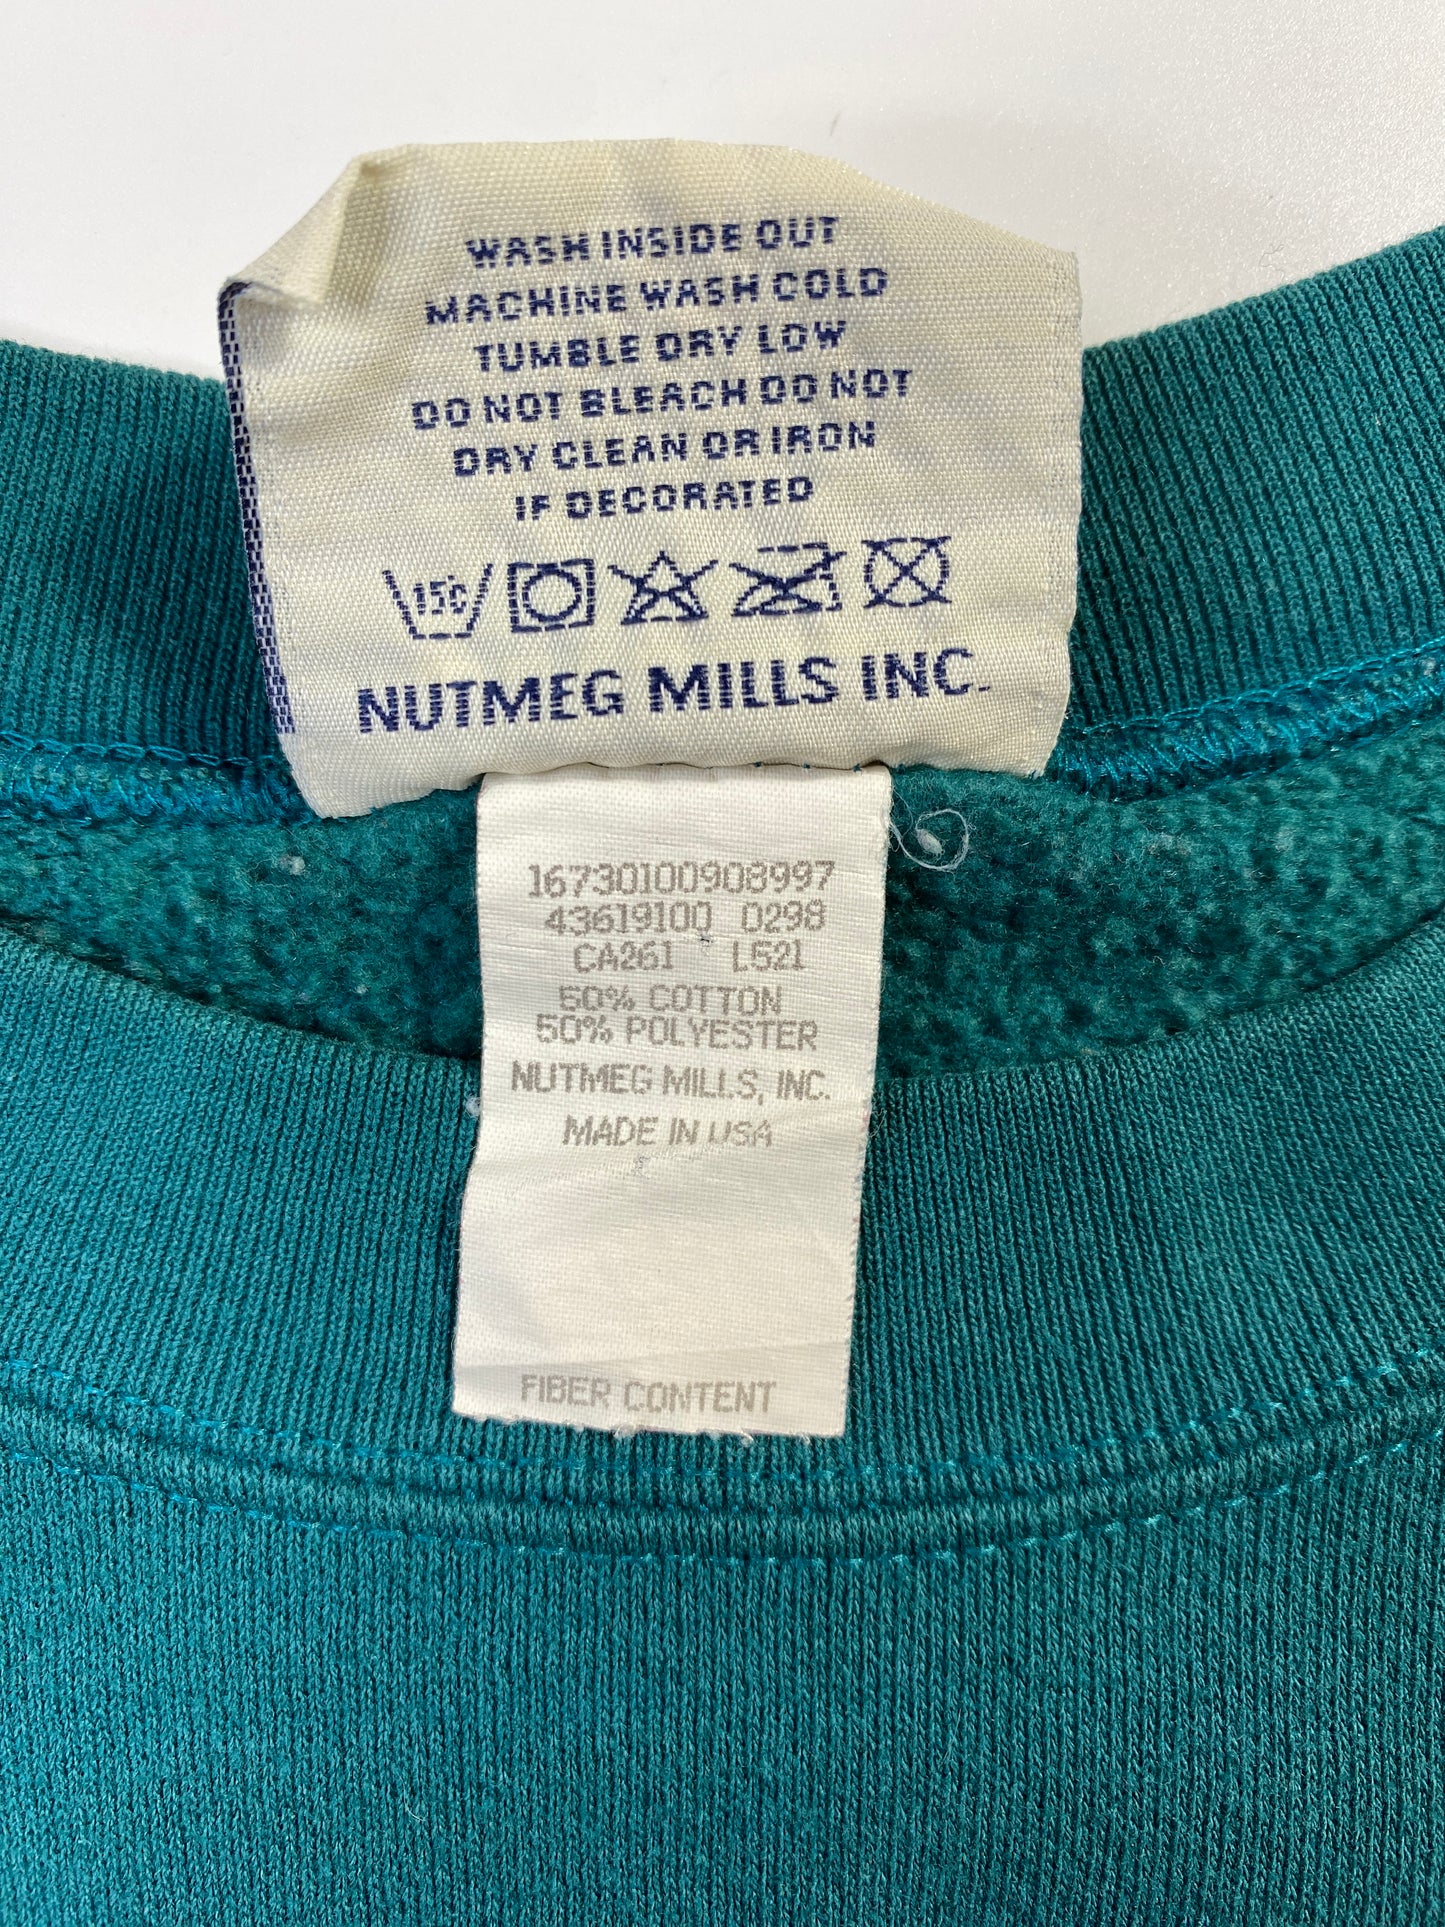 WASH INSIDE OUT
MACHINE WASH COLD
TUMBLE DRY LOW
DO NOT BLEACH DO NOT
DRY CLEAN OR IRON
IF DECORATED
15C
NUTMEG MILLS INC.
16730100908997
43619100 0298
CA261 L521
50% COTTON
50% POLYESTER
NUTMEG MILLS, INC.
MADE IN USA
FIBER CONTENT